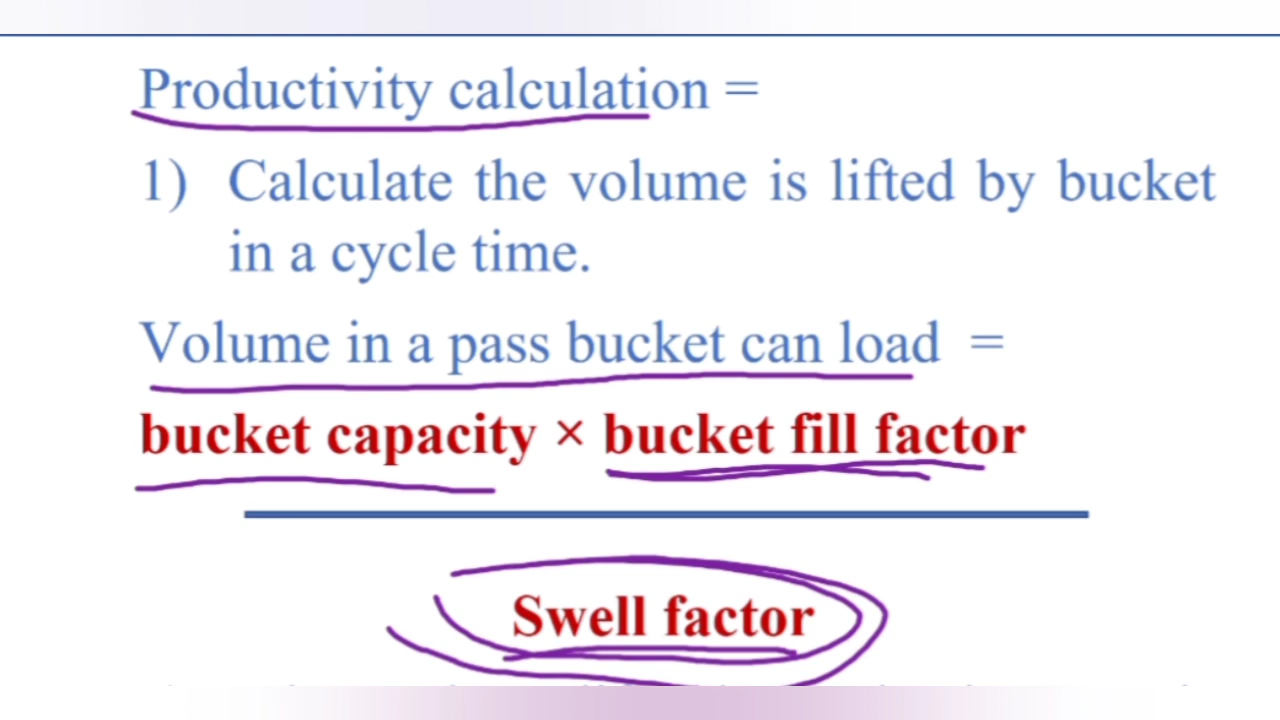 Productivity calculation =
1) Calculate the volume is lifted by bucket
in a cycle time.
Volume in a pass bucket can load =
bucket capacity × bucket fill factor
Swell factor